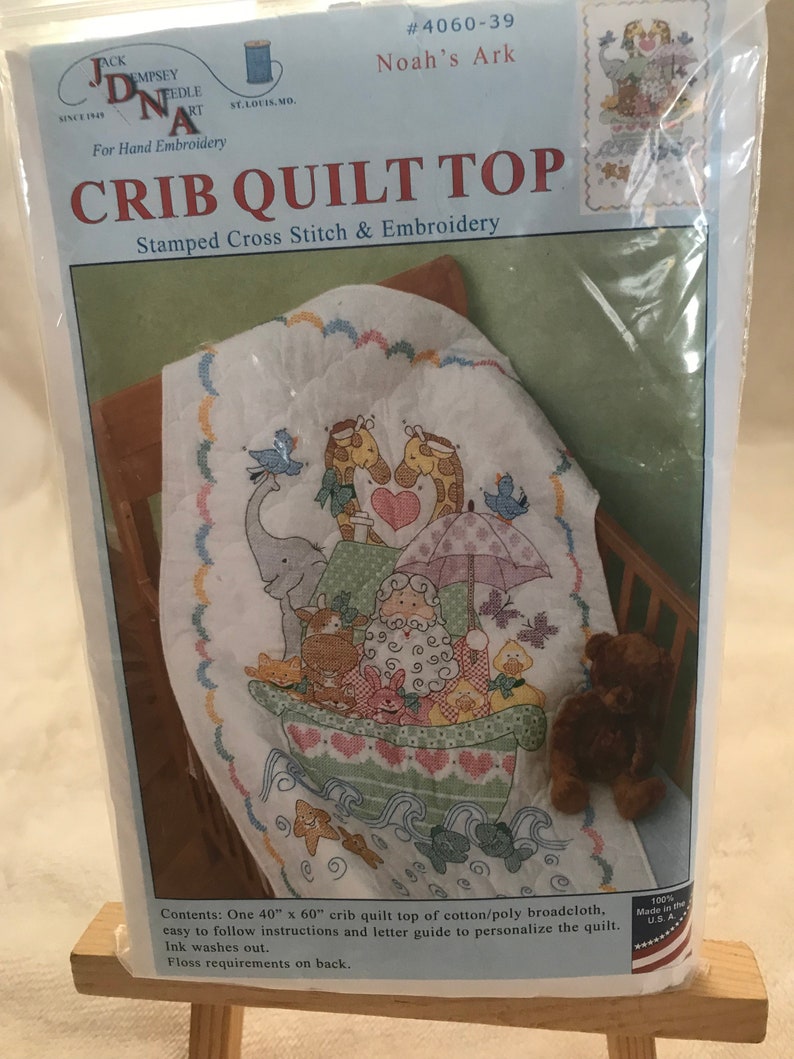 #4060-39
Noah's Ark
JACK
DEMPSEY
NEEDLE
ART
SINCE 1949
ST. LOUIS, MO.
For Hand Embroidery
CRIB QUILT TOP
Stamped Cross Stitch & Embroidery
Contents: One 40" x 60" crib quilt top of cotton/poly broadcloth,
easy to follow instructions and letter guide to personalize the quilt.
Ink washes out.
Floss requirements on back.
100%
Made in the
U.S.A.